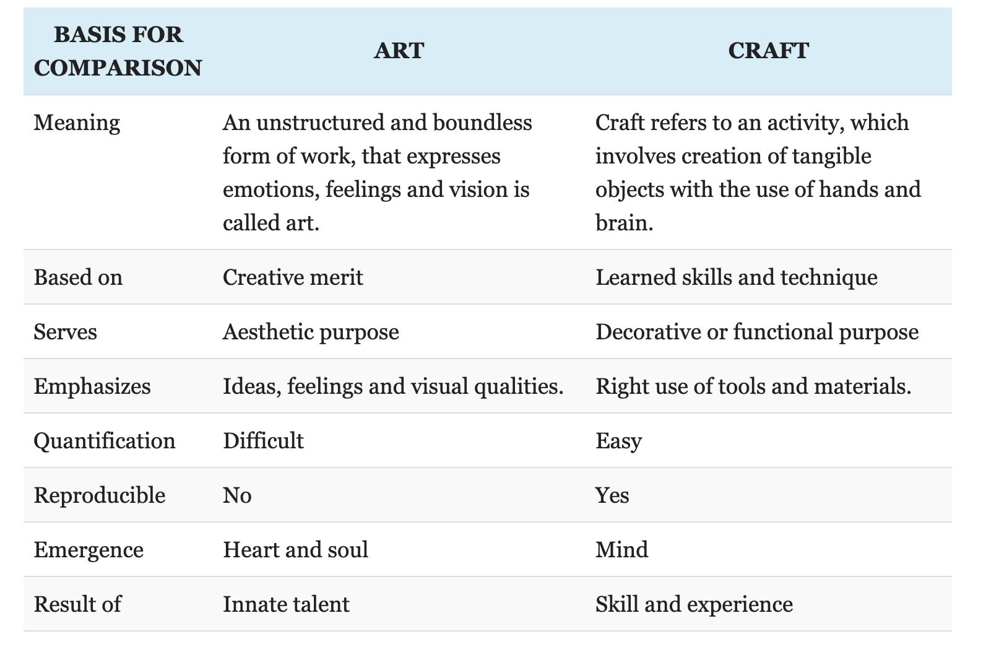 BASIS FOR
COMPARISON
ART
CRAFT
Meaning
An unstructured and boundless
form of work, that expresses
emotions, feelings and vision is
called art.
Craft refers to an activity, which
involves creation of tangible
objects with the use of hands and
brain.
Based on
Creative merit
Learned skills and technique
Serves
Aesthetic purpose
Decorative or functional purpose
Emphasizes
Ideas, feelings and visual qualities.
Right use of tools and materials.
Quantification
Difficult
Easy
Reproducible
No
Yes
Emergence
Heart and soul
Mind
Result of
Innate talent
Skill and experience